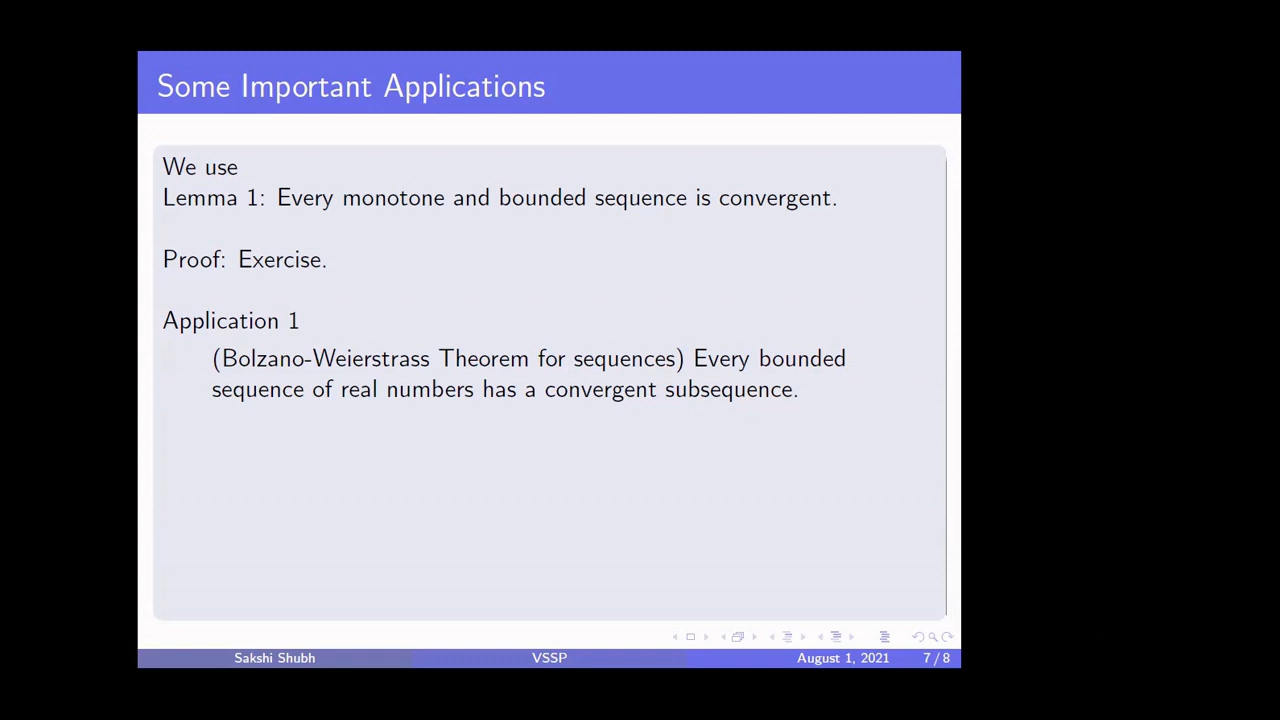 Some Important Applications
We use
Lemma 1: Every monotone and bounded sequence is convergent.
Proof: Exercise.
Application 1
(Bolzano-Weierstrass Theorem for sequences) Every bounded
sequence of real numbers has a convergent subsequence.
Sakshi Shubh VSSP August 1, 2021 7 / 8